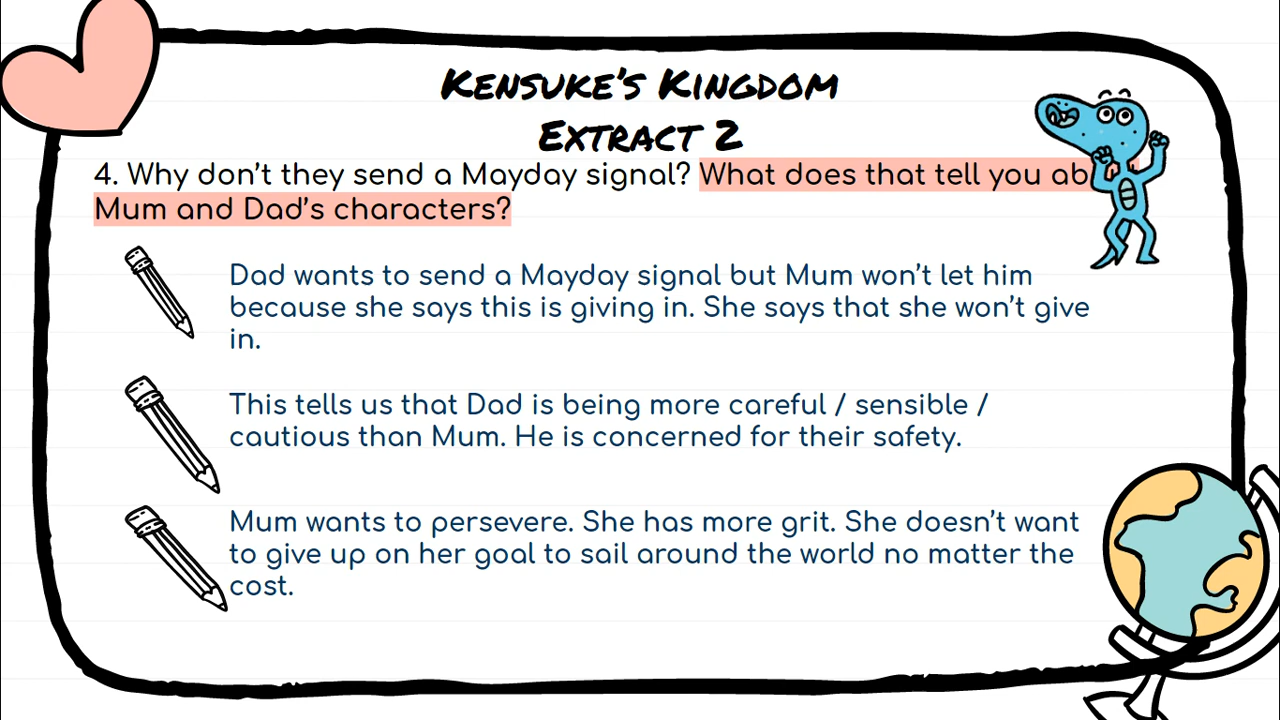 Kensuke's Kingdom
Extract 2
4. Why don't they send a Mayday signal? What does that tell you ab
Mum and Dad's characters?
Dad wants to send a Mayday signal but Mum won't let him
because she says this is giving in. She says that she won't give
in.
This tells us that Dad is being more careful / sensible /
cautious than Mum. He is concerned for their safety.
Mum wants to persevere. She has more grit. She doesn't want
to give up on her goal to sail around the world no matter the
cost.